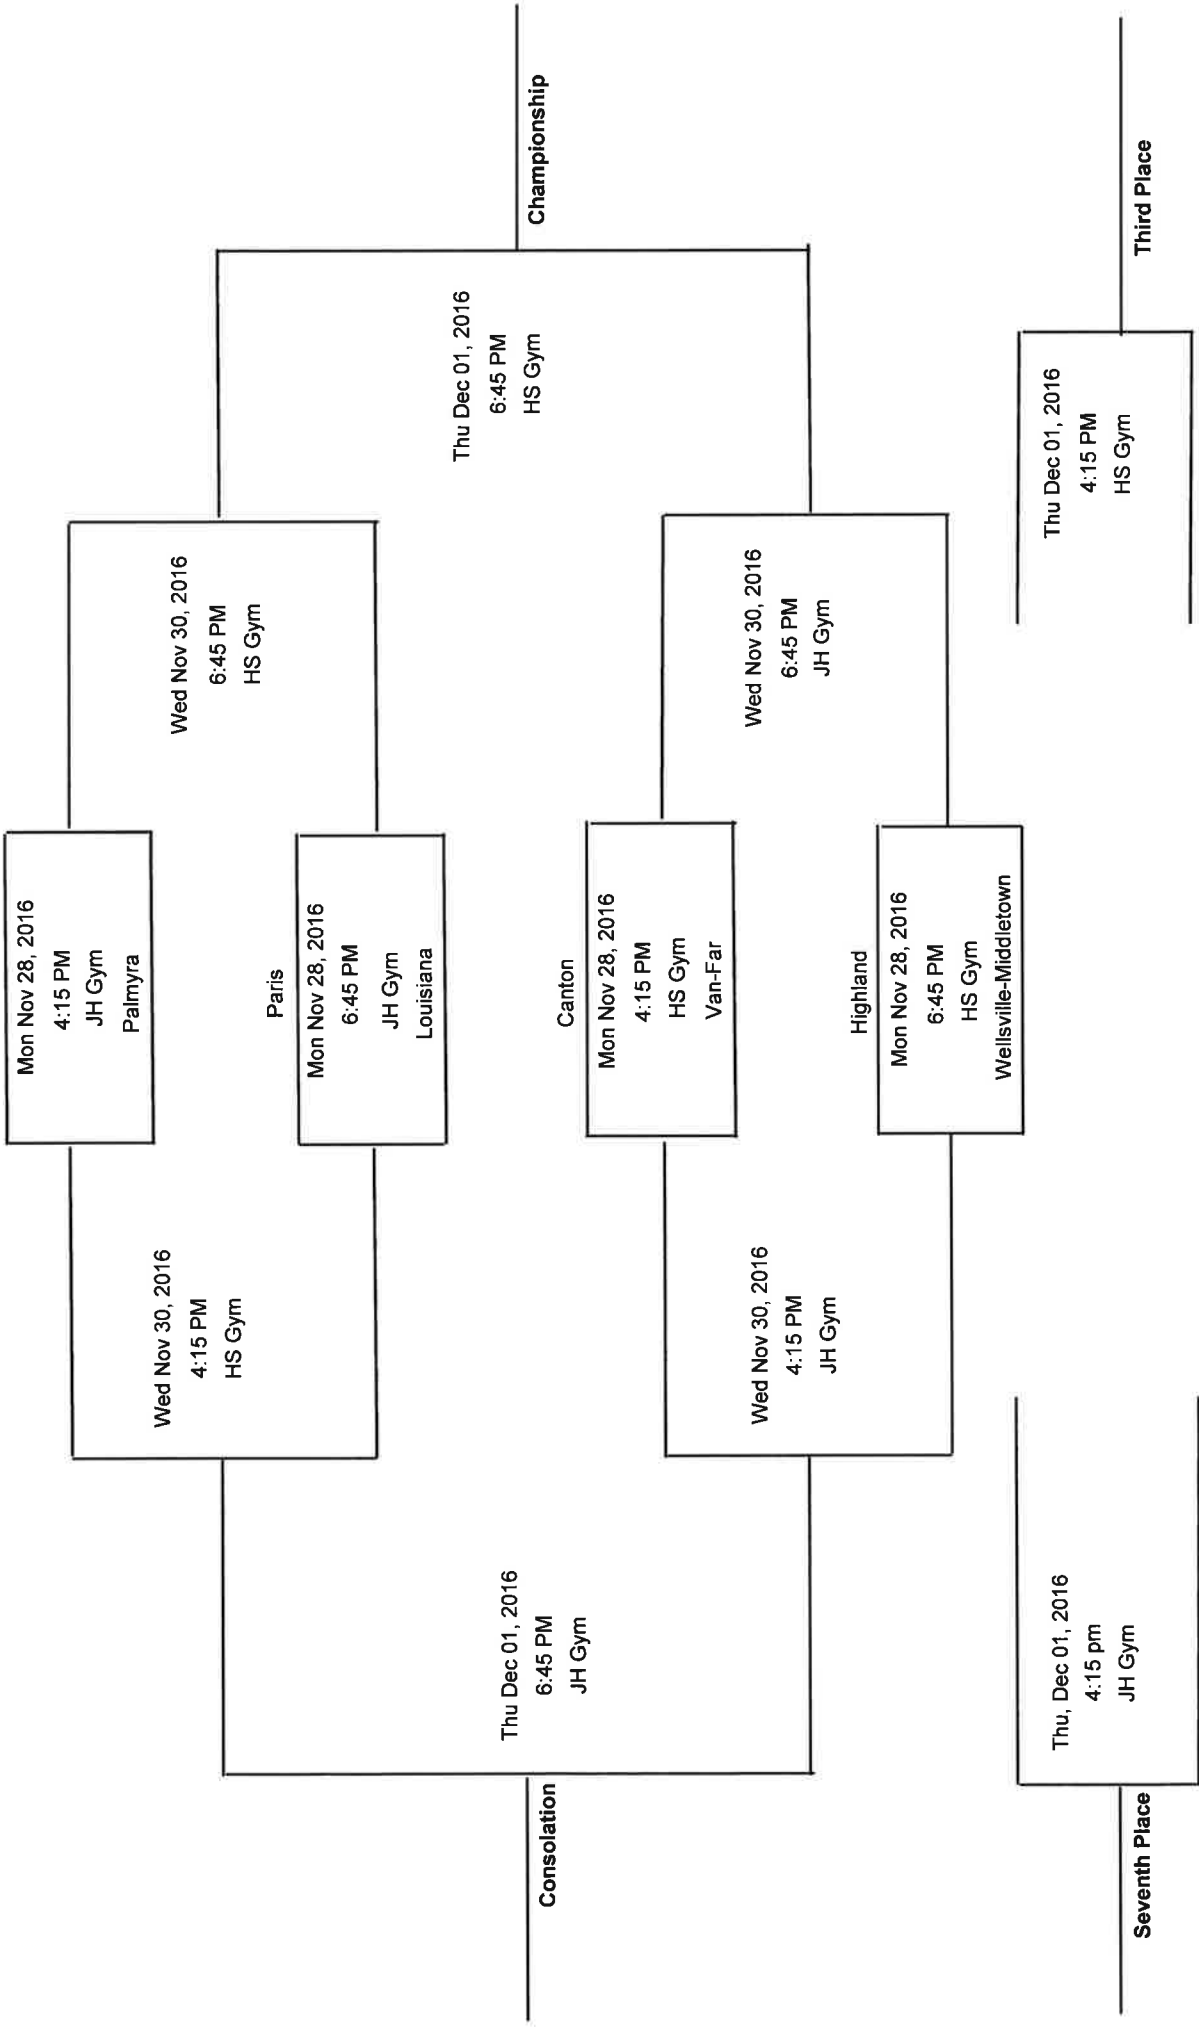 Mon Nov 28, 2016
4:15 PM
JH Gym
Palmyra
Wed Nov 30, 2016
4:15 PM
HS Gym
Wed Nov 30, 2016
6:45 PM
HS Gym
Paris
Mon Nov 28, 2016
6:45 PM
JH Gym
Louisiana
Thu Dec 01, 2016
6:45 PM
JH Gym
Consolation
Thu Dec 01, 2016
6:45 PM
HS Gym
Championship
Canton
Mon Nov 28, 2016
4:15 PM
HS Gym
Van-Far
Wed Nov 30, 2016
4:15 PM
JH Gym
Wed Nov 30, 2016
6:45 PM
JH Gym
Highland
Mon Nov 28, 2016
6:45 PM
HS Gym
Wellsville-Middletown
Thu, Dec 01, 2016
4:15 pm
JH Gym
Seventh Place
Thu Dec 01, 2016
4:15 PM
HS Gym
Third Place